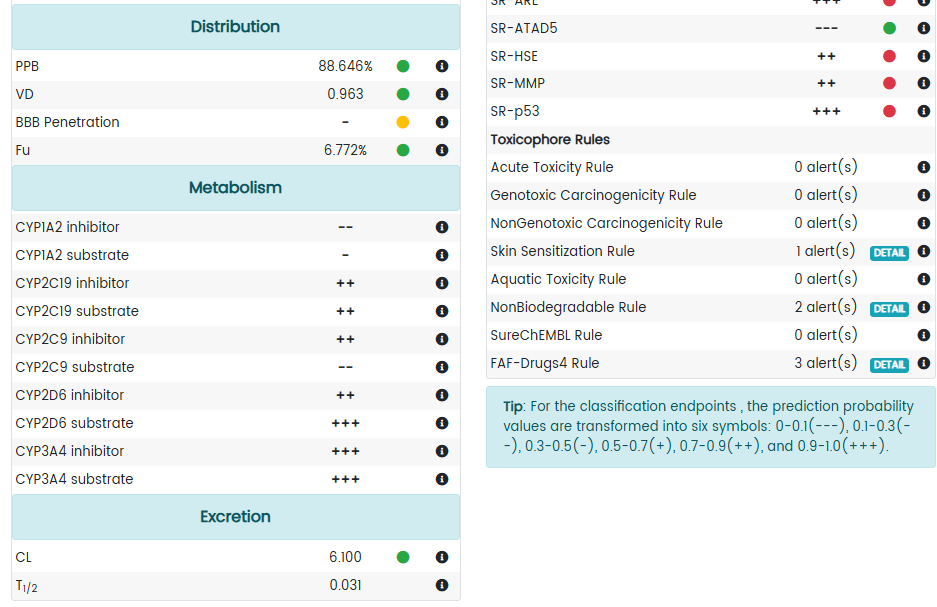 Distribution
PPB 88.646%
VD 0.963
BBB Penetration -
Fu 6.772%
Metabolism
CYP1A2 inhibitor --
CYP1A2 substrate -
CYP2C19 inhibitor ++
CYP2C19 substrate ++
CYP2C9 inhibitor ++
CYP2C9 substrate --
CYP2D6 inhibitor ++
CYP2D6 substrate +++
CYP3A4 inhibitor +++
CYP3A4 substrate +++
Excretion
CL 6.100
T1/2 0.031
SR-ARE +++
SR-ATAD5 ---
SR-HSE ++
SR-MMP ++
SR-p53 +++
Toxicophore Rules
Acute Toxicity Rule 0 alert(s)
Genotoxic Carcinogenicity Rule 0 alert(s)
NonGenotoxic Carcinogenicity Rule 0 alert(s)
Skin Sensitization Rule 1 alert(s) DETAIL
Aquatic Toxicity Rule 0 alert(s)
NonBiodegradable Rule 2 alert(s) DETAIL
SureChEMBL Rule 0 alert(s)
FAF-Drugs4 Rule 3 alert(s) DETAIL
Tip: For the classification endpoints , the prediction probability
values are transformed into six symbols: 0-0.1(---), 0.1-0.3(-
-), 0.3-0.5(-), 0.5-0.7(+), 0.7-0.9(++), and 0.9-1.0(+++).